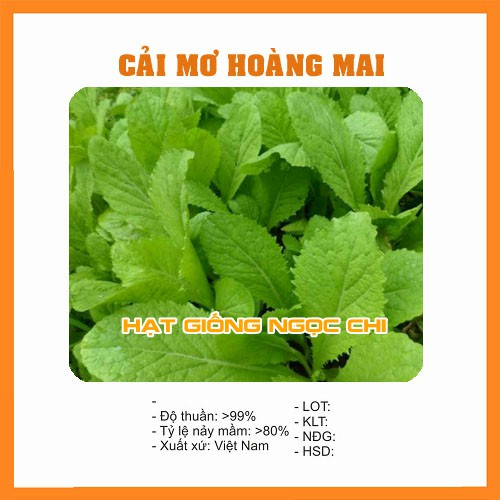 CẢI MƠ HOÀNG MAI
HẠT GIỐNG NGỌC CHI
-
- Độ thuần: >99%
- Tỷ lệ nảy mầm: >80%
- Xuất xứ: Việt Nam
- LOT:
- KLT:
- NĐG:
- HSD: